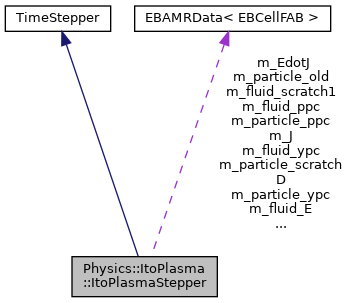 TimeStepper
EBAMRData< EBCellFAB >
m_EdotJ
m_particle_old
m_fluid_scratch1
m_fluid_ppc
m_particle_ppc
m_J
m_fluid_ypc
m_particle_scratch
D
m_particle_ypc
m_fluid_E
...
Physics::ItoPlasma
::ItoPlasmaStepper